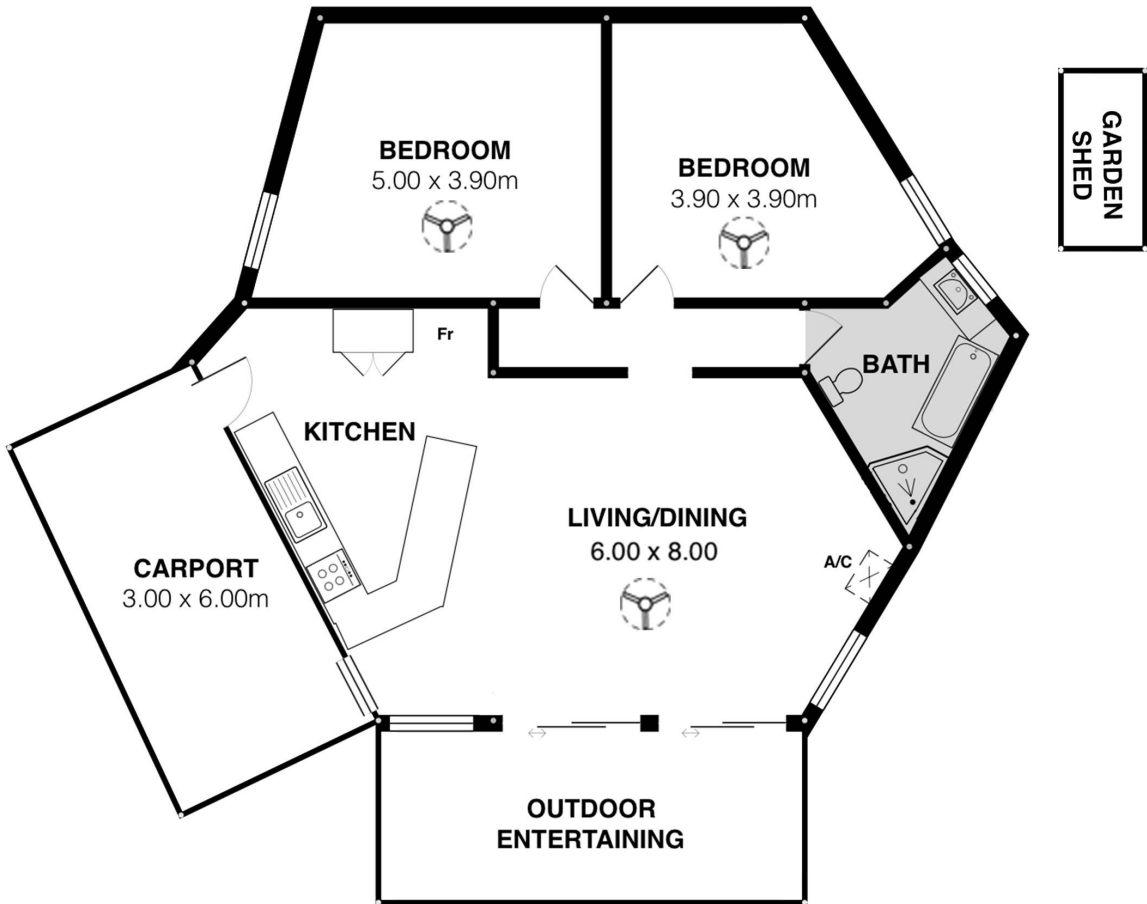 BEDROOM
5.00 x 3.90m
BEDROOM
3.90 x 3.90m
GARDEN
SHED
Fr
BATH
KITCHEN
LIVING/DINING
6.00 x 8.00
A/C
CARPORT
3.00 x 6.00m
OUTDOOR
ENTERTAINING